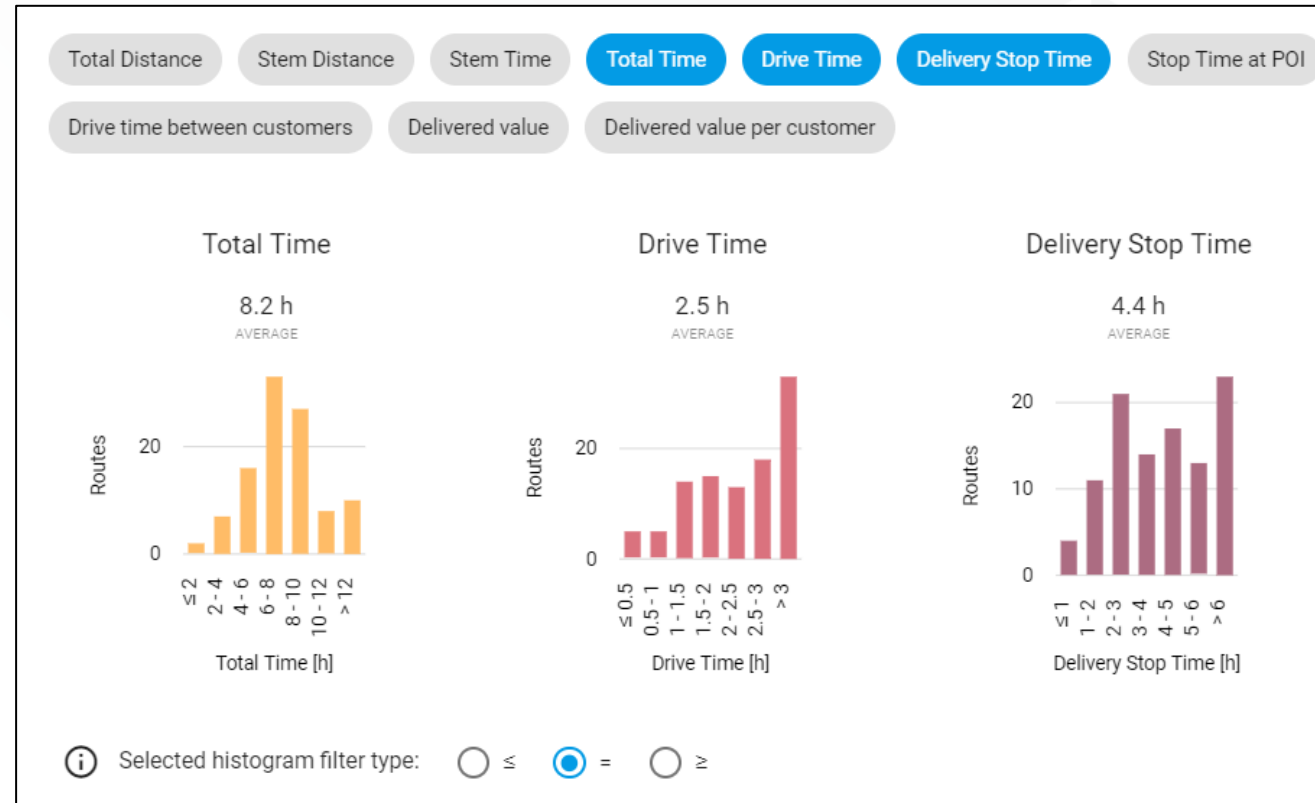 Total Distance Stem Distance Stem Time Total Time Drive Time Delivery Stop Time Stop Time at POI
Drive time between customers Delivered value Delivered value per customer
Total Time
8.2 h
AVERAGE
Routes
20
0
≤ 2
2 - 4
4 - 6
6 - 8
8 - 10
10 - 12
> 12
Total Time [h]
Drive Time
2.5 h
AVERAGE
Routes
20
0
≤ 0.5
0.5 - 1
1 - 1.5
1.5 - 2
2 - 2.5
2.5 - 3
> 3
Drive Time [h]
Delivery Stop Time
4.4 h
AVERAGE
Routes
20
10
0
≤ 1
1 - 2
2 - 3
3 - 4
4 - 5
5 - 6
> 6
Delivery Stop Time [h]
Selected histogram filter type: ≤ = ≥